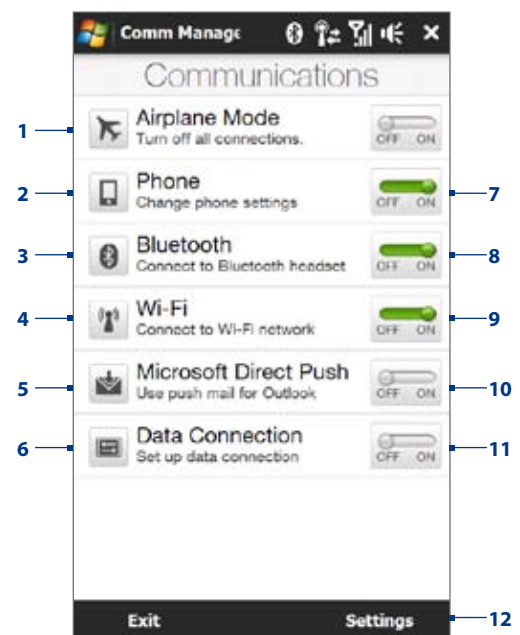 Comm Manage
Communications
1 Airplane Mode
Turn off all connections.
OFF ON
2 Phone
Change phone settings
OFF ON 7
3 Bluetooth
Connect to Bluetooth headset
OFF ON 8
4 Wi-Fi
Connect to Wi-Fi network
OFF ON 9
5 Microsoft Direct Push
Use push mail for Outlook
OFF ON 10
6 Data Connection
Set up data connection
OFF ON 11
Exit Settings 12